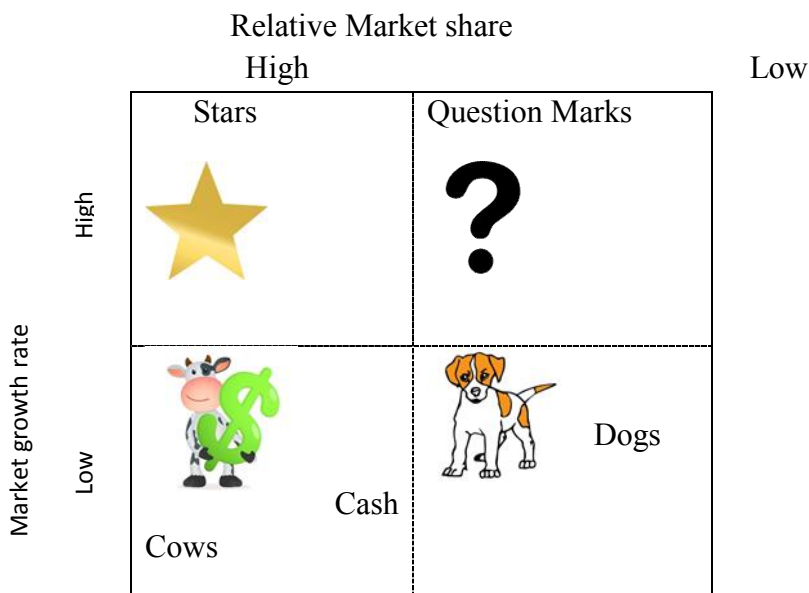 Relative Market share
High Low
Stars Question Marks
High
Market growth rate
Low
Dogs
Cash
Cows